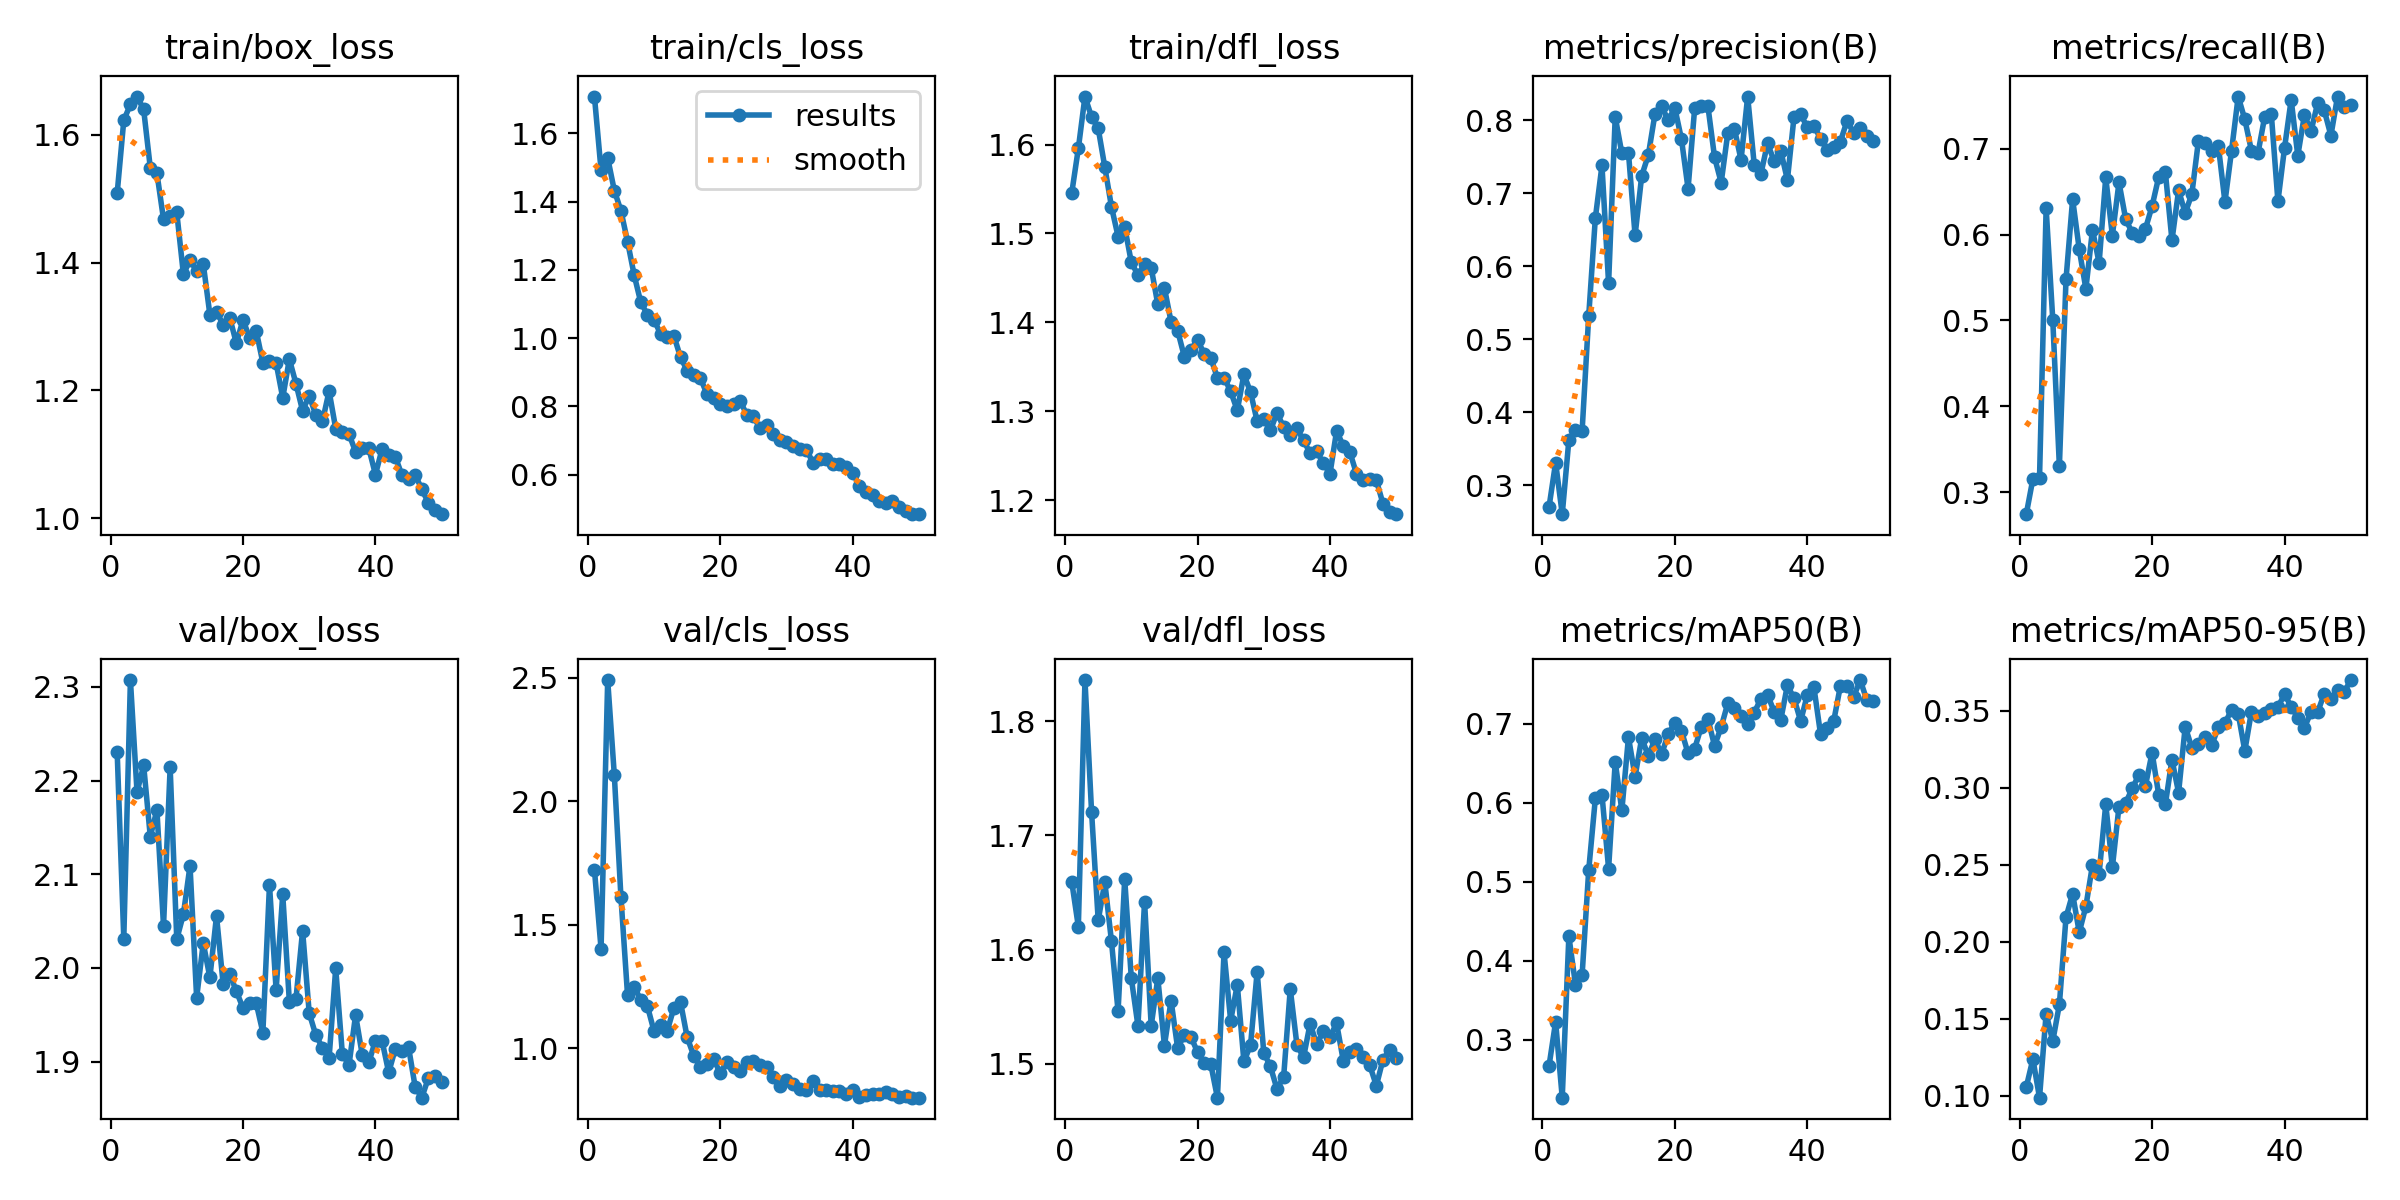 train/box_loss
1.6
1.4
1.2
1.0
0 20 40
train/cls_loss
results
smooth
1.6
1.4
1.2
1.0
0.8
0.6
0 20 40
train/dfl_loss
1.6
1.5
1.4
1.3
1.2
0 20 40
metrics/precision(B)
0.8
0.7
0.6
0.5
0.4
0.3
0 20 40
metrics/recall(B)
0.7
0.6
0.5
0.4
0.3
0 20 40
val/box_loss
2.3
2.2
2.1
2.0
1.9
0 20 40
val/cls_loss
2.5
2.0
1.5
1.0
0 20 40
val/dfl_loss
1.8
1.7
1.6
1.5
0 20 40
metrics/mAP50(B)
0.7
0.6
0.5
0.4
0.3
0 20 40
metrics/mAP50-95(B)
0.35
0.30
0.25
0.20
0.15
0.10
0 20 40